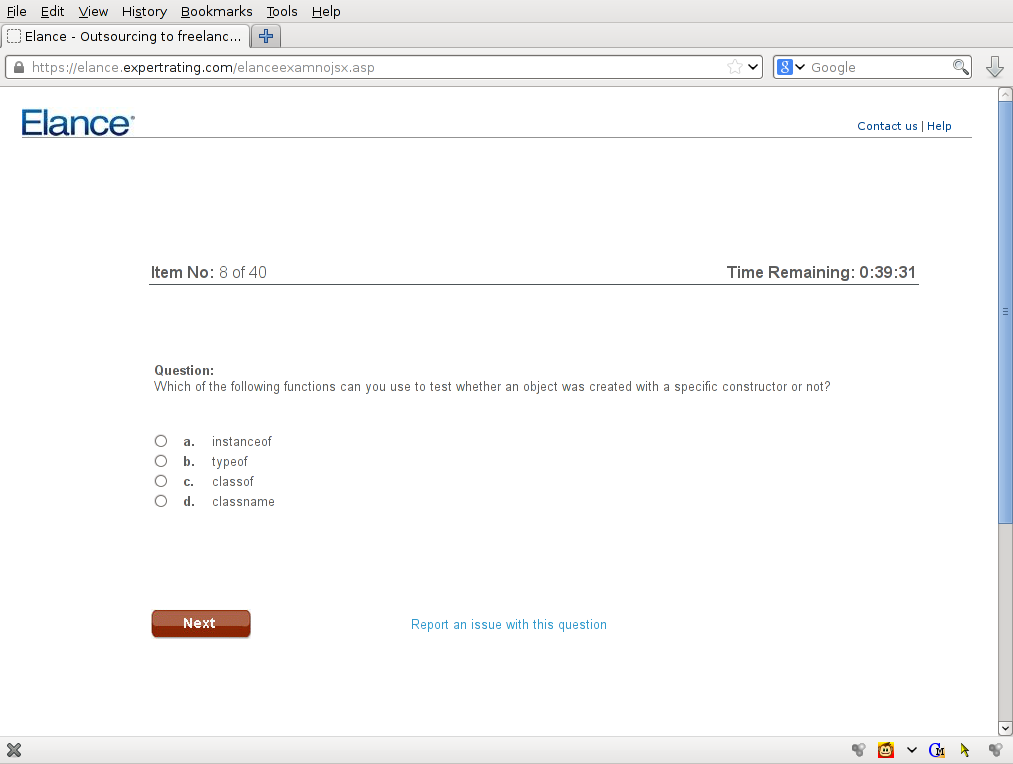 File Edit View History Bookmarks Tools Help
Elance - Outsourcing to freelanc...
https://elance.expertrating.com/elanceexamnojsx.asp
8 Google
Elance
Contact us | Help
Item No: 8 of 40
Time Remaining: 0:39:31
Question:
Which of the following functions can you use to test whether an object was created with a specific constructor or not?
a. instanceof
b. typeof
c. classof
d. classname
Next
Report an issue with this question